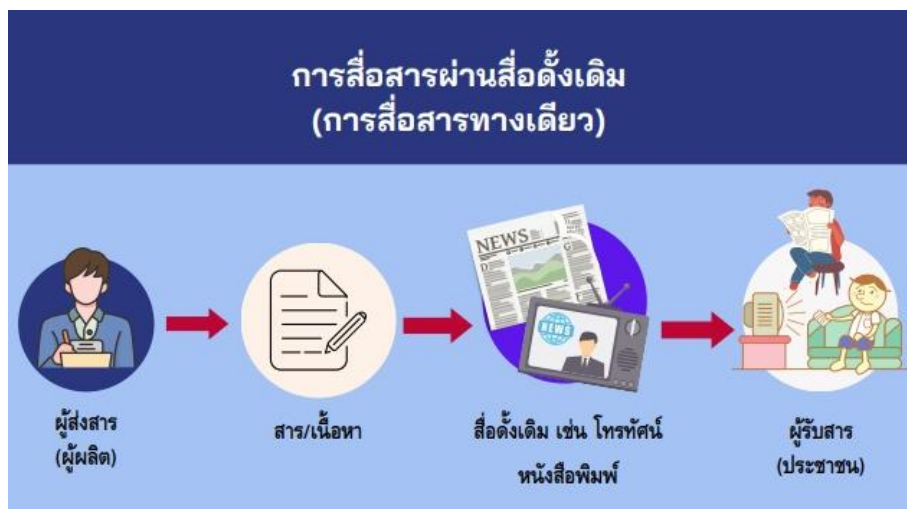 การสื่อสารผ่านสื่อดั้งเดิม
(การสื่อสารทางเดียว)
NEWS
NEWS
ผู้ส่งสาร
(ผู้ผลิต)
สาร/เนื้อหา
สื่อดั้งเดิม เช่น โทรทัศน์
หนังสือพิมพ์
ผู้รับสาร
(ประชาชน)